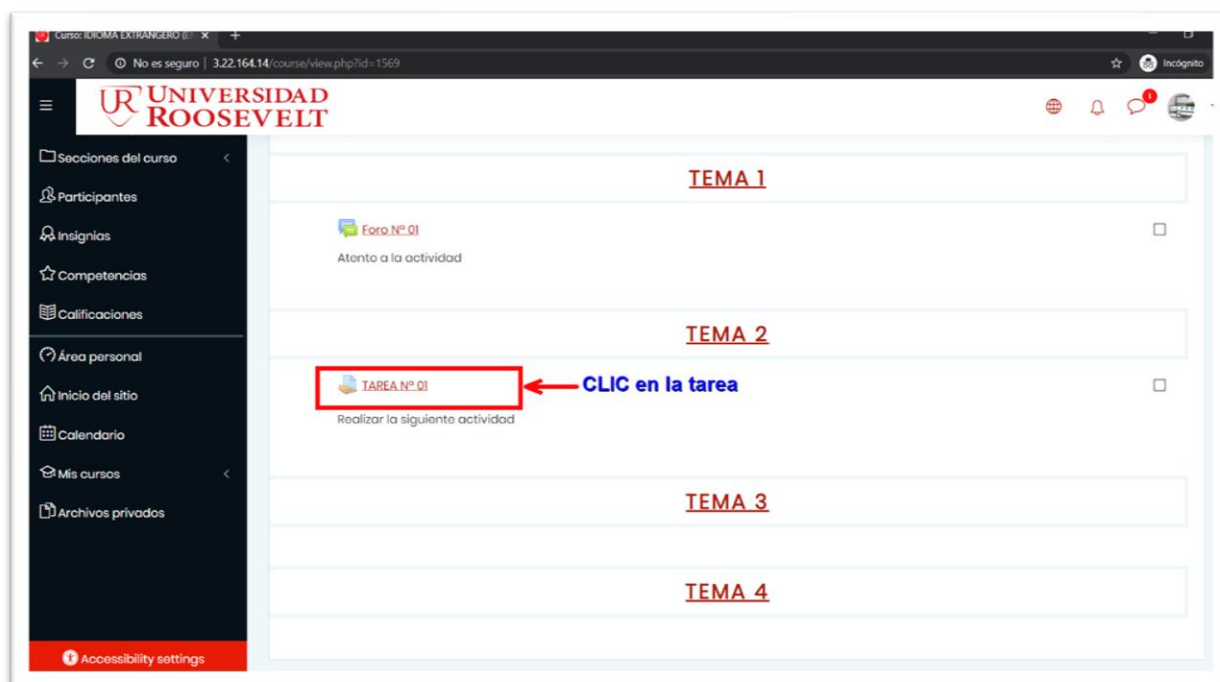 Curso: IDIOMA EXTRANGERO (E
No es seguro | 3.22.164.14/course/view.php?id=1569
Incógnito
UR UNIVERSIDAD
ROOSEVELT
1
Secciones del curso
Participantes
Insignias
Competencias
Calificaciones
Área personal
Inicio del sitio
Calendario
Mis cursos
Archivos privados
Accessibility settings
TEMA 1
Foro Nº 01
Atento a la actividad
TEMA 2
TAREA Nº 01
CLIC en la tarea
Realizar la siguiente actividad
TEMA 3
TEMA 4